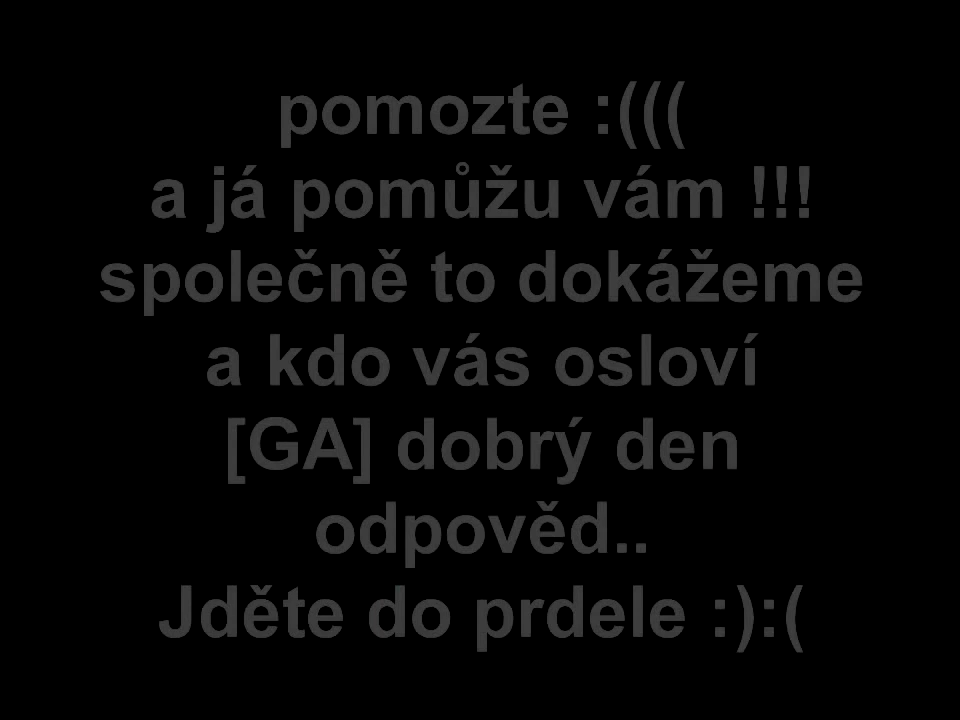 pomozte :(((
a já pomůžu vám !!!
společně to dokážeme
a kdo vás osloví
[GA] dobrý den
odpověd..
Jděte do prdele :):(